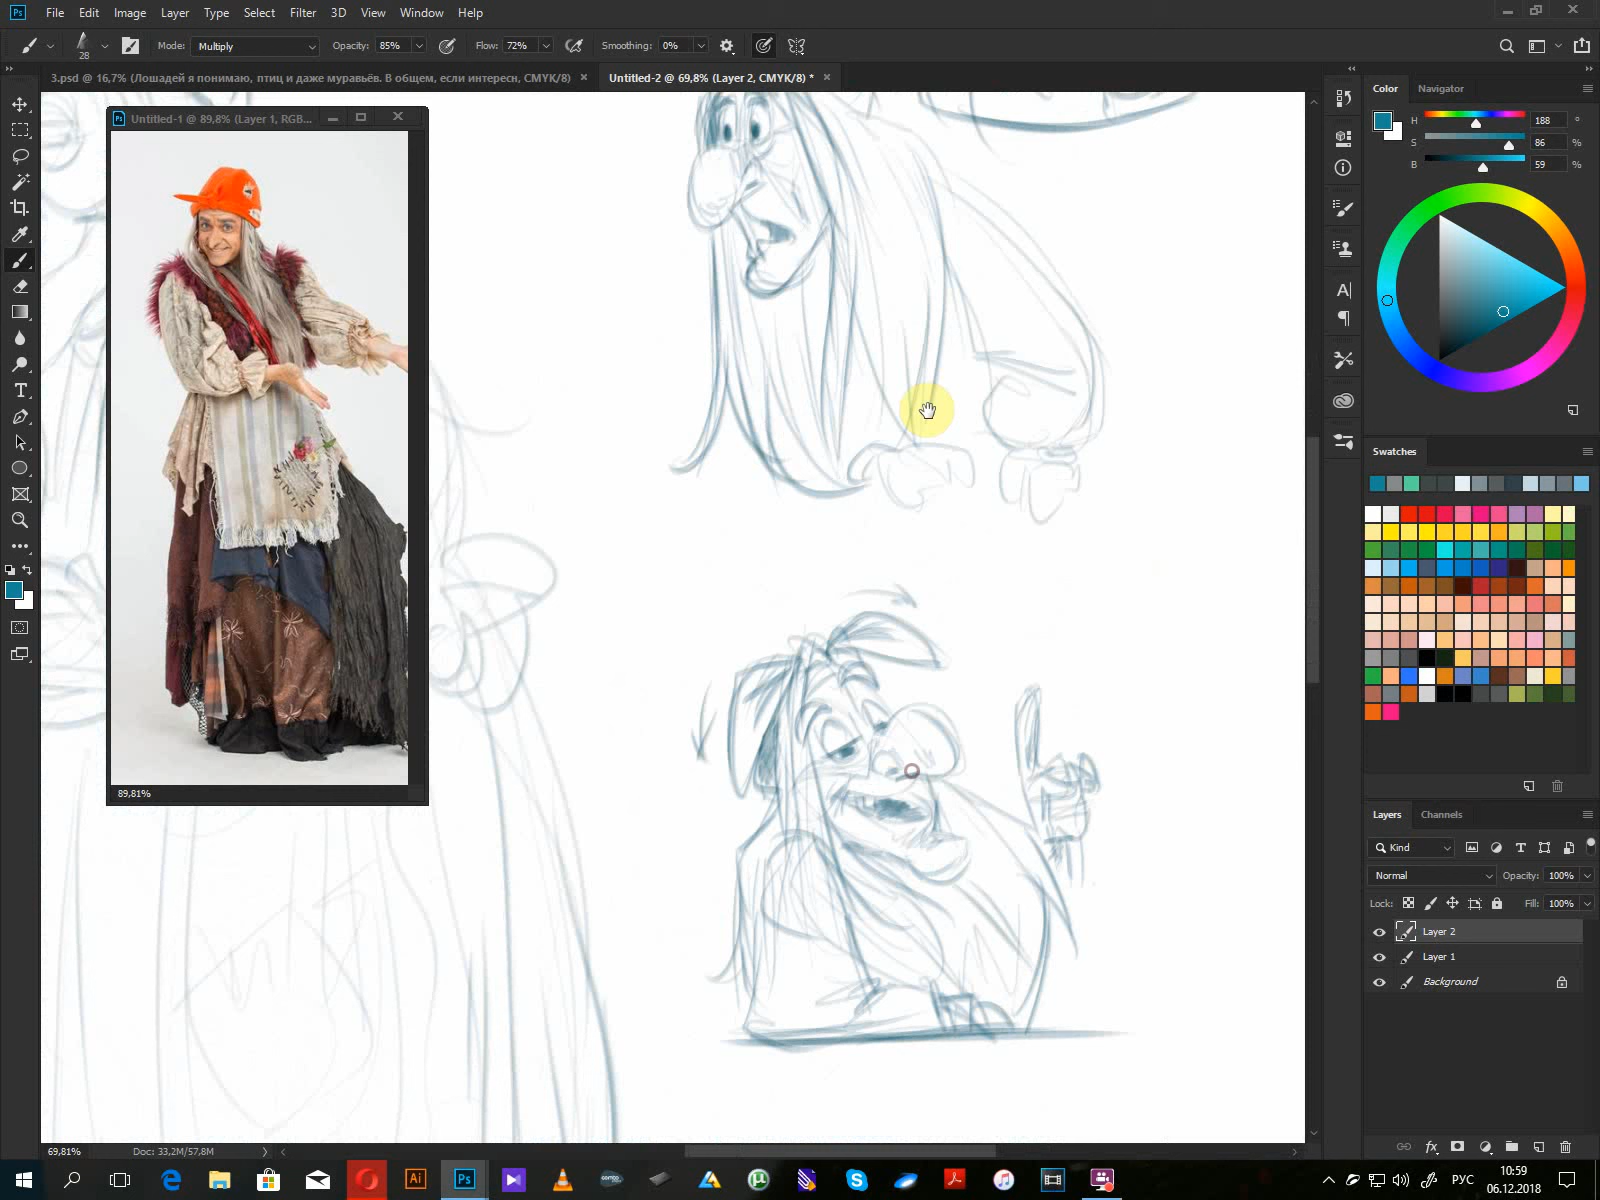 Ps File Edit Image Layer Type Select Filter 3D View Window Help
28 Mode: Multiply Opacity: 85% Flow: 72% Smoothing: 0%
3.psd @ 16,7% (Лошадей я понимаю, птиц и даже муравьёв. В общем, если интересн, CMYK/8) × Untitled-2 @ 69,8% (Layer 2, CMYK/8) * ×
Untitled-1 @ 89,8% (Layer 1, RGB...
89,81%
Color Navigator
H 188 °
S 86 %
B 59 %
Swatches
Layers Channels
Kind
Normal Opacity: 100%
Lock: Fill: 100%
Layer 2
Layer 1
Background
69,81% Doc: 33,2M/57,8M
Ai Ps
РУС
10:59
06.12.2018